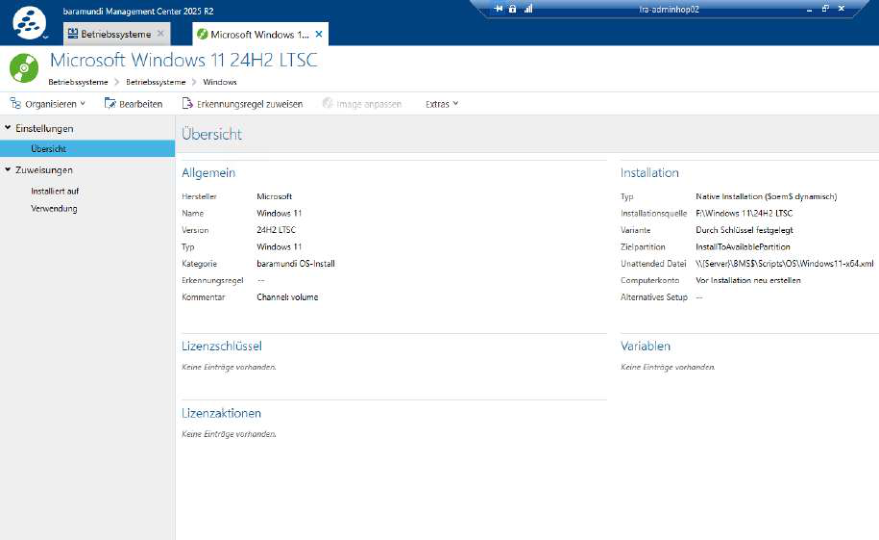 baramundi Management Center 2025 R2
lra-adminhop02
Betriebssysteme
Microsoft Windows 1...
Microsoft Windows 11 24H2 LTSC
Betriebssysteme > Betriebssysteme > Windows
Organisieren Bearbeiten Erkennungsregel zuweisen Image anpassen Extras
Einstellungen
Übersicht
Zuweisungen
Installiert auf
Verwendung
Übersicht
Allgemein
Hersteller Microsoft
Name Windows 11
Version 24H2 LTSC
Typ Windows 11
Kategorie baramundi OS-Install
Erkennungsregel --
Kommentar Channel: volume
Lizenzschlüssel
Keine Einträge vorhanden.
Lizenzaktionen
Keine Einträge vorhanden.
Installation
Typ Native Installation ($oem$ dynamisch)
Installationsquelle F:\Windows 11\24H2 LTSC
Variante Durch Schlüssel festgelegt
Zielpartition InstallToAvailablePartition
Unattended Datei \\{Server}\BMS$\Scripts\OS\Windows11-x64.xml
Computerkonto Vor Installation neu erstellen
Alternatives Setup --
Variablen
Keine Einträge vorhanden.